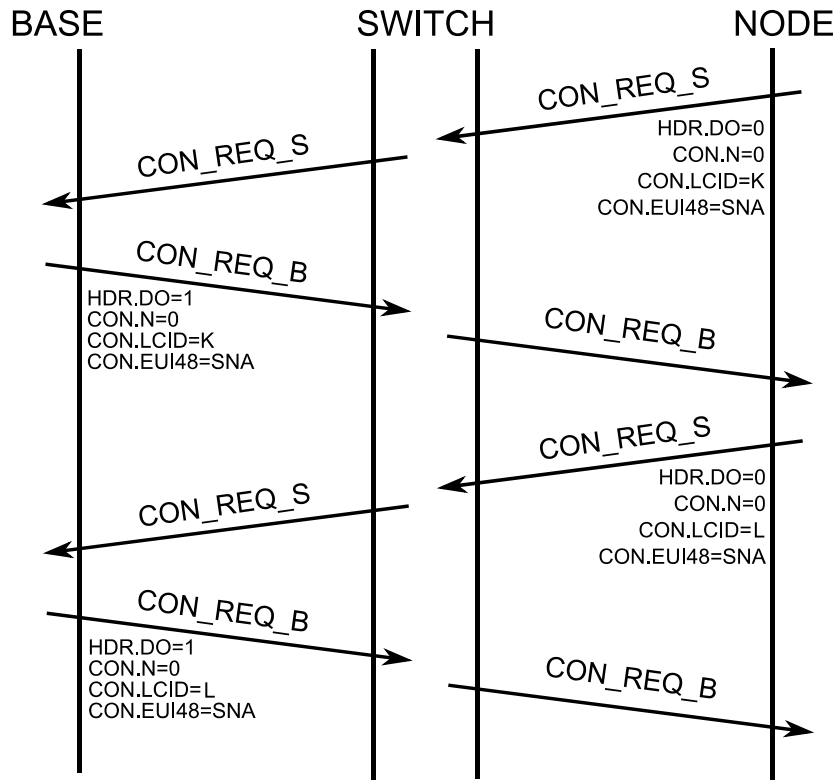 BASE
SWITCH
NODE
CON_REQ_S
HDR.DO=0
CON.N=0
CON.LCID=K
CON.EUI48=SNA
CON_REQ_S
CON_REQ_B
HDR.DO=1
CON.N=0
CON.LCID=K
CON.EUI48=SNA
CON_REQ_B
CON_REQ_S
HDR.DO=0
CON.N=0
CON.LCID=L
CON.EUI48=SNA
CON_REQ_S
CON_REQ_B
HDR.DO=1
CON.N=0
CON.LCID=L
CON.EUI48=SNA
CON_REQ_B